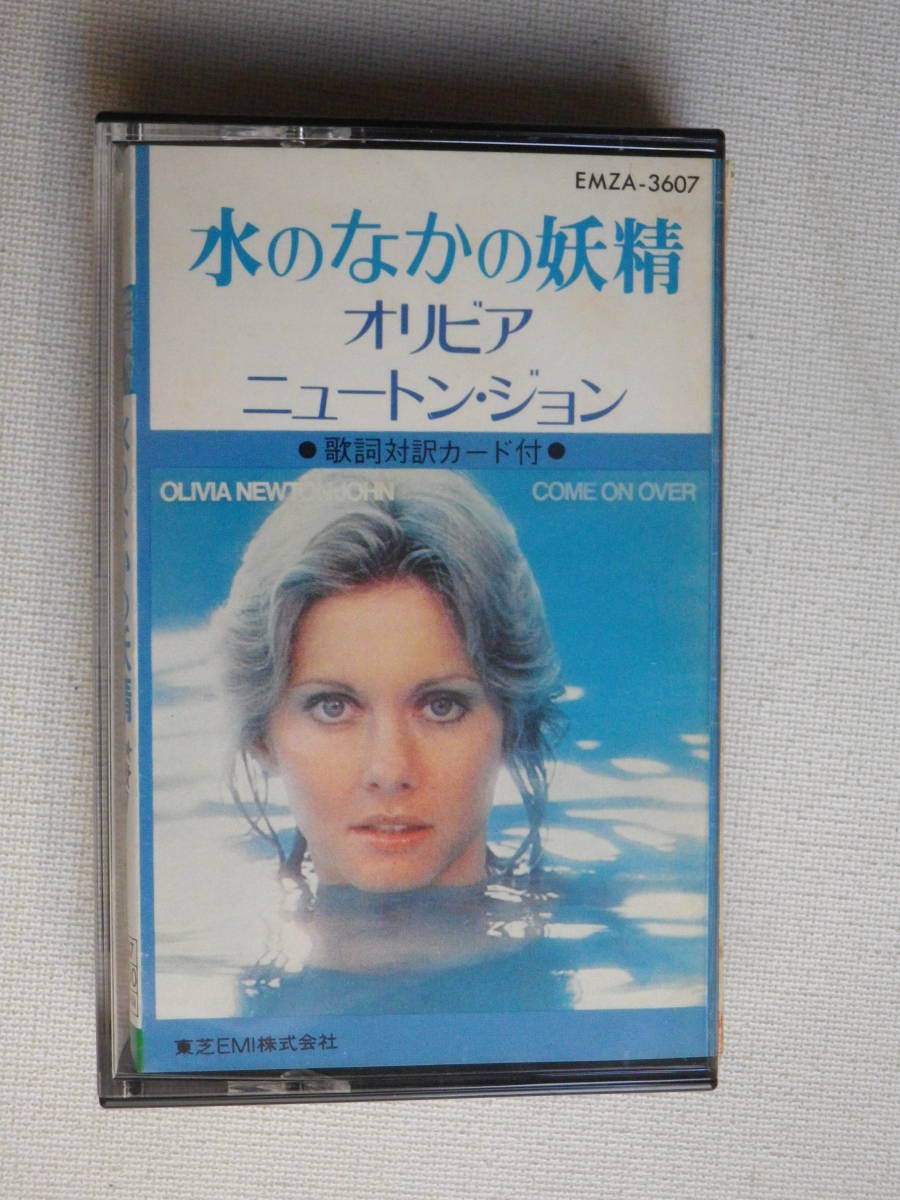 EMZA-3607
水のなかの妖精
オリビア
ニュートン・ジョン
●歌詞対訳カード付●
OLIVIA NEWTON-JOHN
COME ON OVER
東芝EMI株式会社